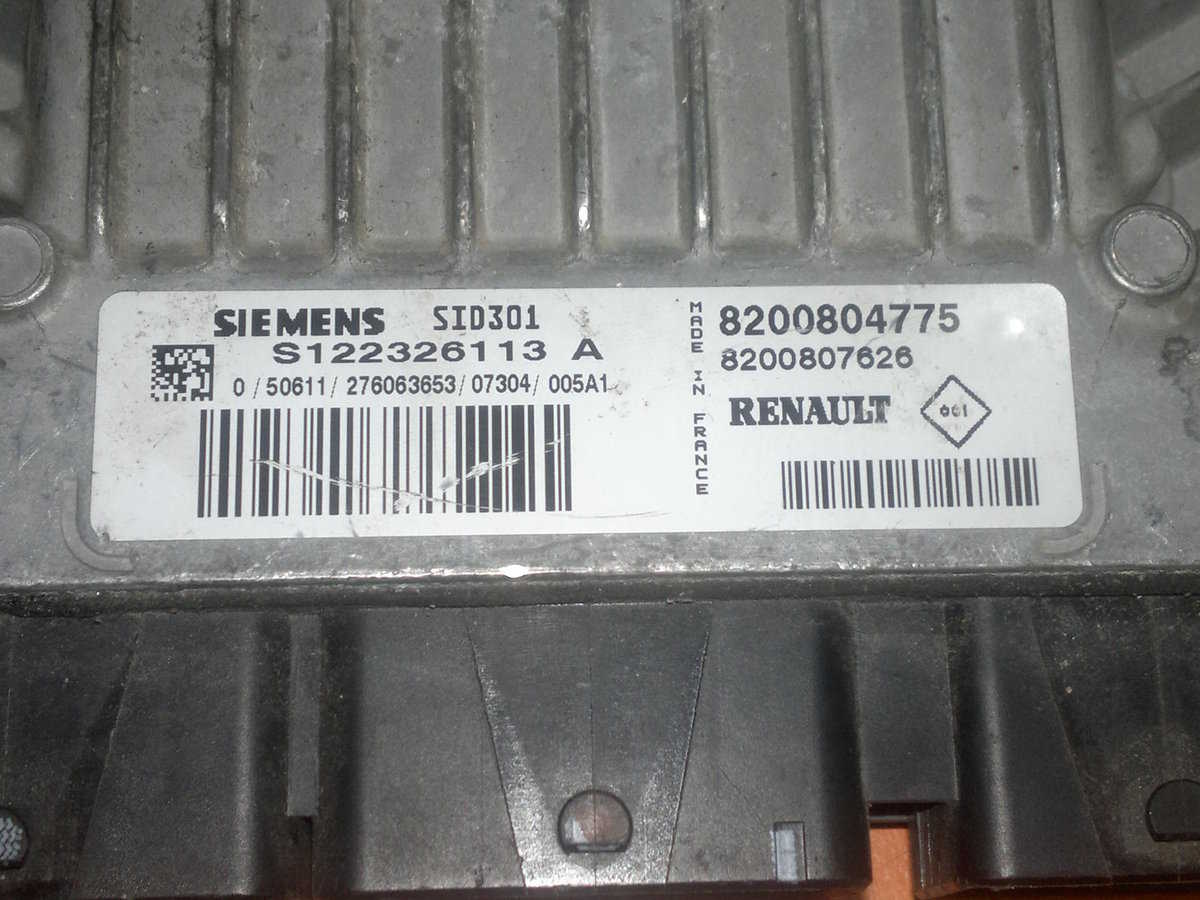 SIEMENS SID301
S122326113 A
0/50611/276063653/07304/005A1
MADE IN FRANCE
8200804775
8200807626
RENAULT